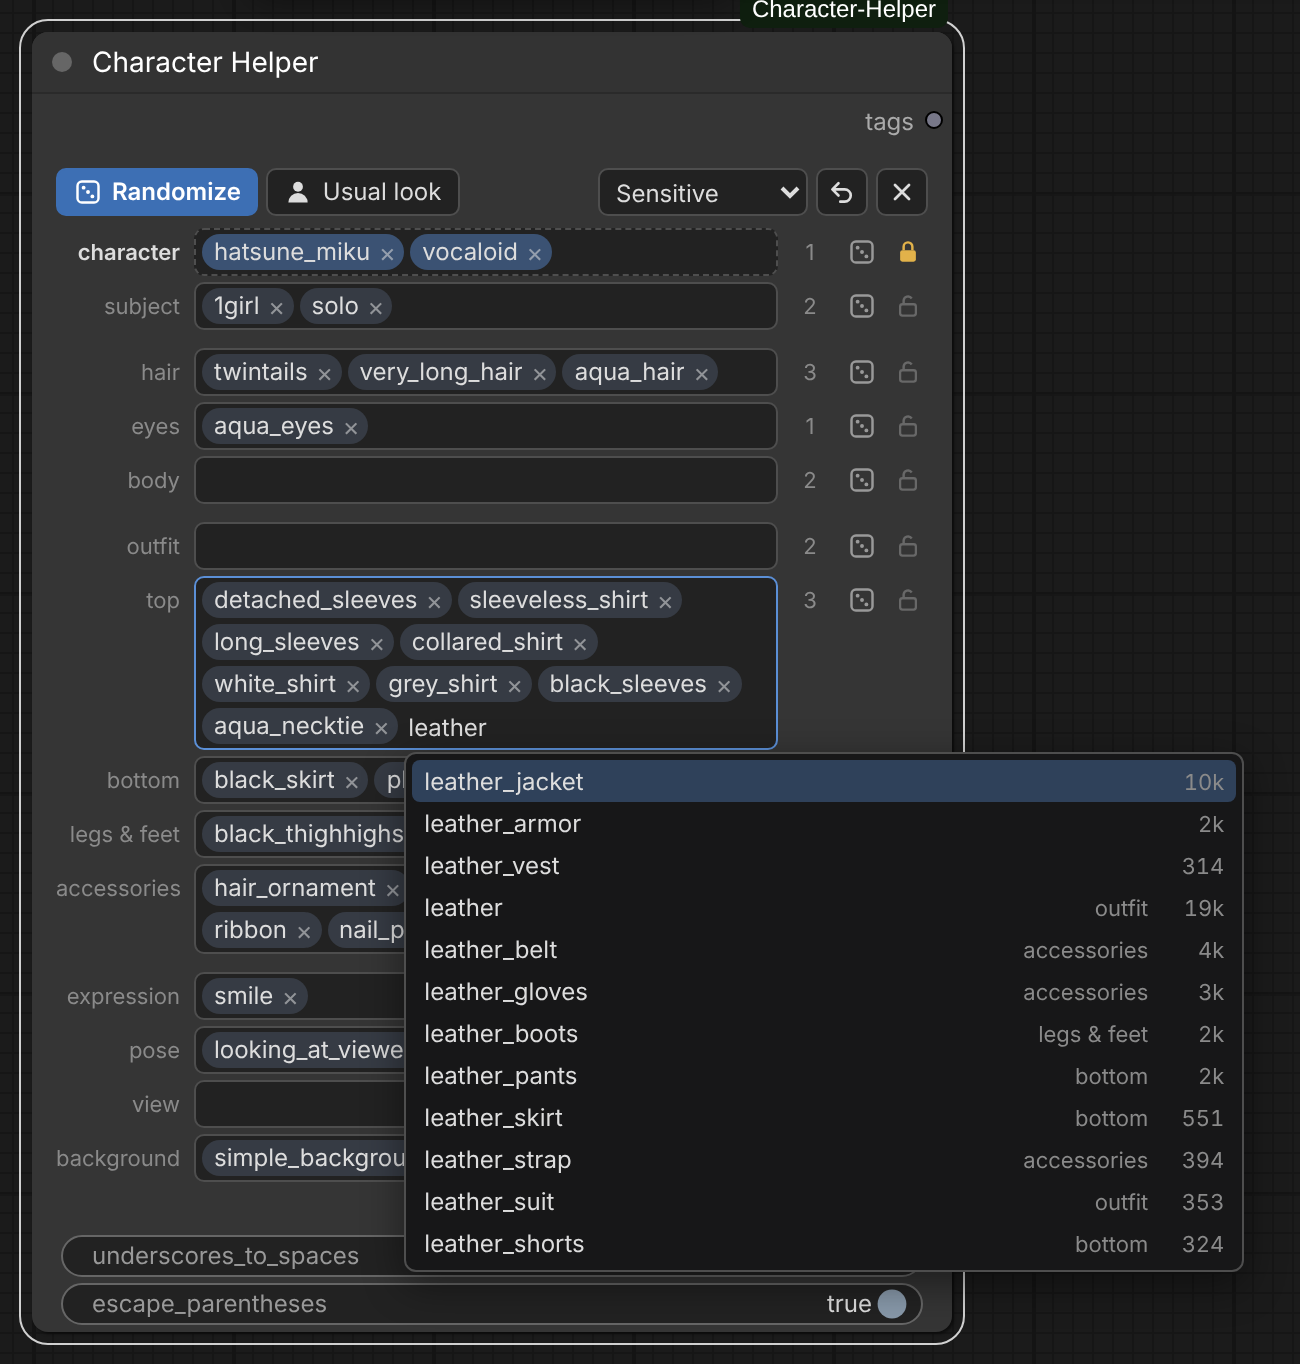 Character-Helper
Character Helper
tags
Randomize Usual look Sensitive
character hatsune_miku × vocaloid × 1
subject 1girl × solo × 2
hair twintails × very_long_hair × aqua_hair × 3
eyes aqua_eyes × 1
body 2
outfit 2
top detached_sleeves × sleeveless_shirt × 3
long_sleeves × collared_shirt ×
white_shirt × grey_shirt × black_sleeves ×
aqua_necktie × leather
bottom black_skirt × pl
leather_jacket 10k
leather_armor 2k
legs & feet black_thighhighs
leather_vest 314
accessories hair_ornament ×
leather outfit 19k
ribbon × nail_p
leather_belt accessories 4k
expression smile ×
leather_gloves accessories 3k
pose looking_at_viewe
leather_boots legs & feet 2k
view
leather_pants bottom 2k
leather_skirt bottom 551
background simple_backgrou
leather_strap accessories 394
leather_suit outfit 353
leather_shorts bottom 324
underscores_to_spaces
escape_parentheses true